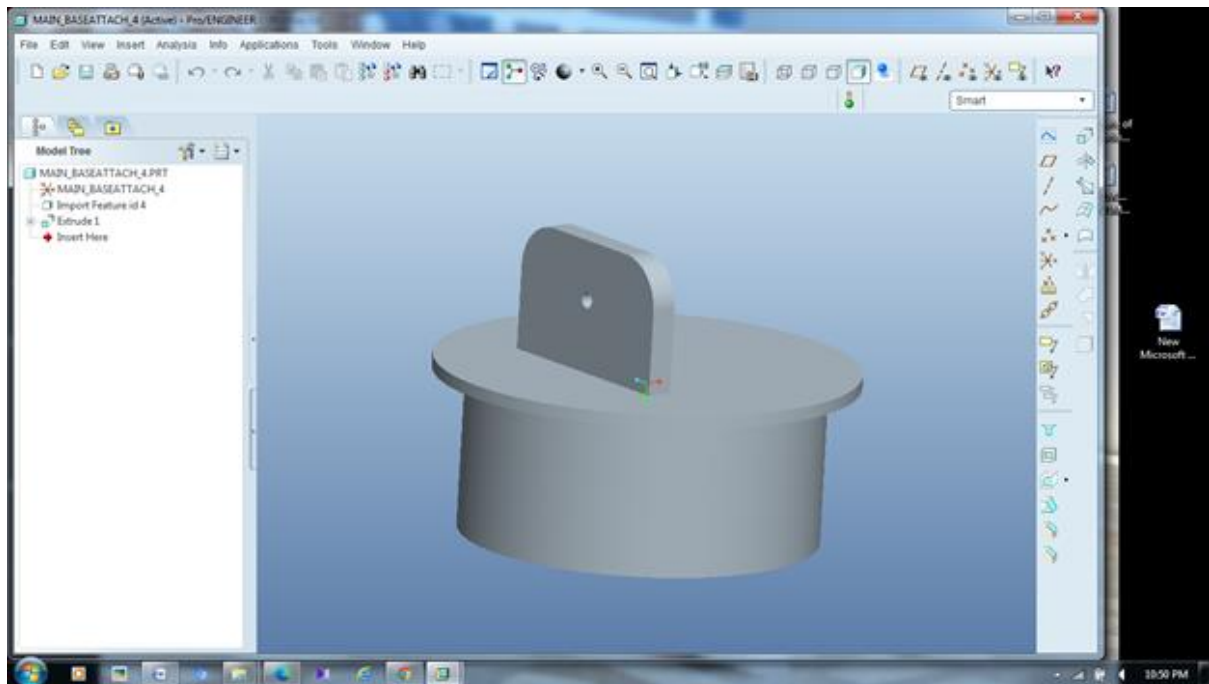 MAIN_BASEATTACH_4 (Active) - Pro/ENGINEER
File Edit View Insert Analysis Info Applications Tools Window Help
Smart
Model Tree
MAIN_BASEATTACH_4.PRT
MAIN_BASEATTACH_4
Import Feature id 4
Extrude 1
Insert Here
of
New
Microsoft ...
10:50 PM